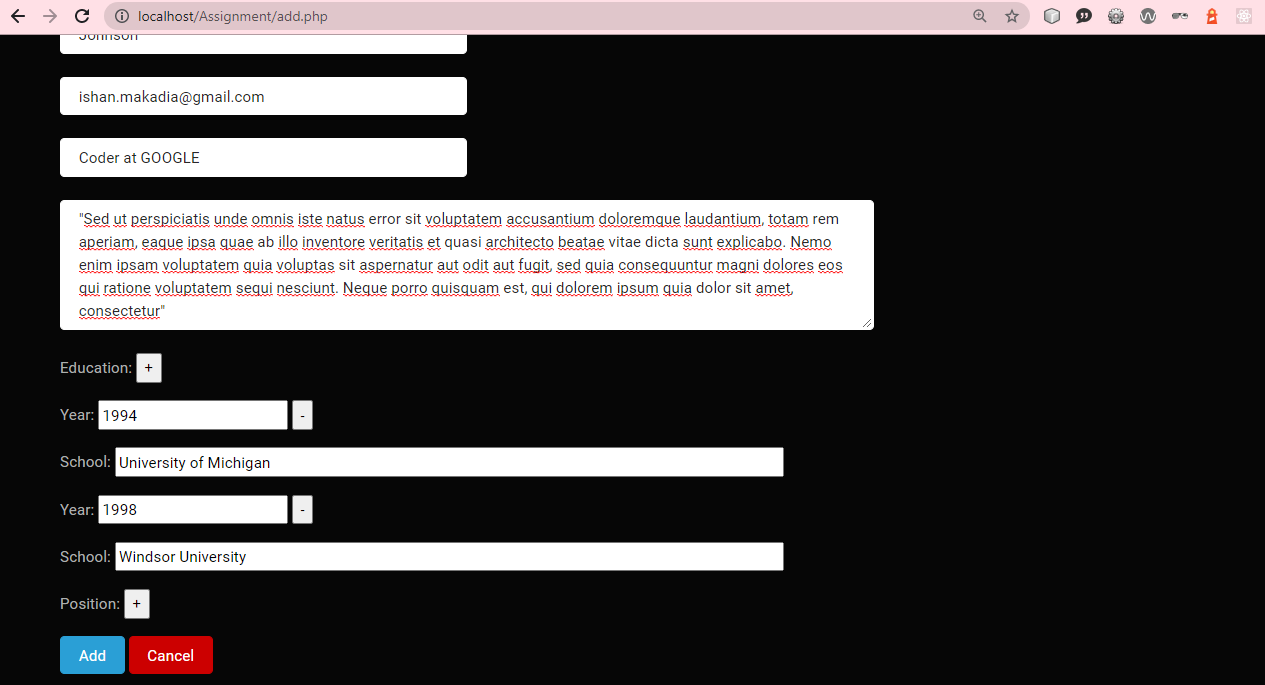 localhost/Assignment/add.php
Johnson
ishan.makadia@gmail.com
Coder at GOOGLE
"Sed ut perspiciatis unde omnis iste natus error sit voluptatem accusantium doloremque laudantium, totam rem
aperiam, eaque ipsa quae ab illo inventore veritatis et quasi architecto beatae vitae dicta sunt explicabo. Nemo
enim ipsam voluptatem quia voluptas sit aspernatur aut odit aut fugit, sed quia consequuntur magni dolores eos
qui ratione voluptatem sequi nesciunt. Neque porro quisquam est, qui dolorem ipsum quia dolor sit amet,
consectetur"
Education: +
Year: 1994 -
School: University of Michigan
Year: 1998 -
School: Windsor University
Position: +
Add Cancel